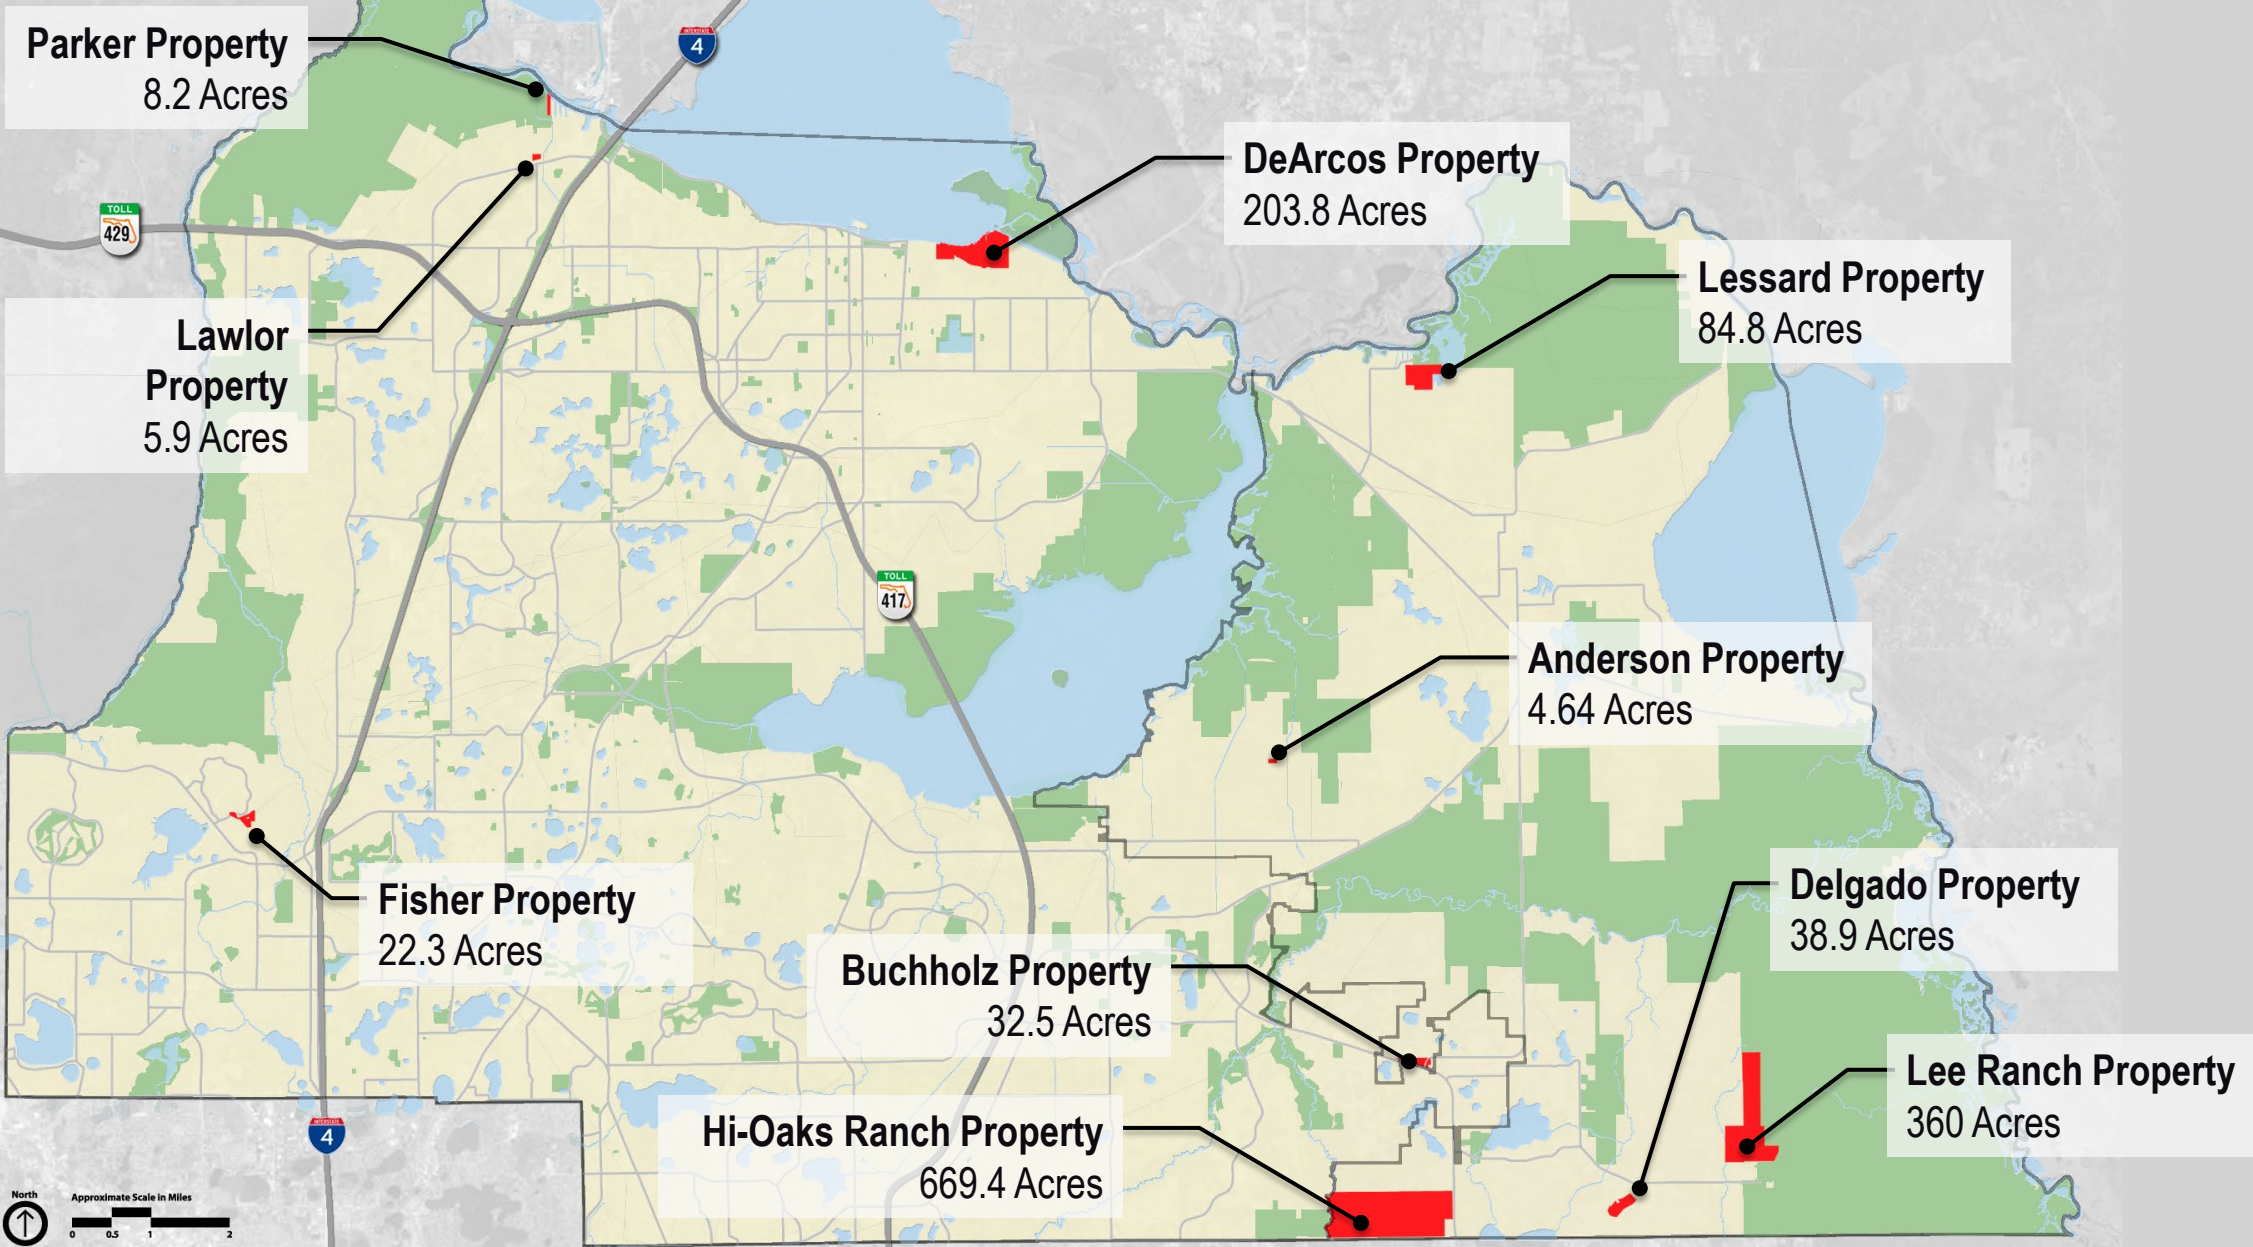 Parker Property
8.2 Acres
INTERSTATE
4
DeArcos Property
203.8 Acres
TOLL
429
Lessard Property
84.8 Acres
Lawlor
Property
5.9 Acres
TOLL
417
Anderson Property
4.64 Acres
Fisher Property
22.3 Acres
Delgado Property
38.9 Acres
Buchholz Property
32.5 Acres
Lee Ranch Property
360 Acres
Hi-Oaks Ranch Property
669.4 Acres
INTERSTATE
4
North
Approximate Scale in Miles
0 0.5 1 2